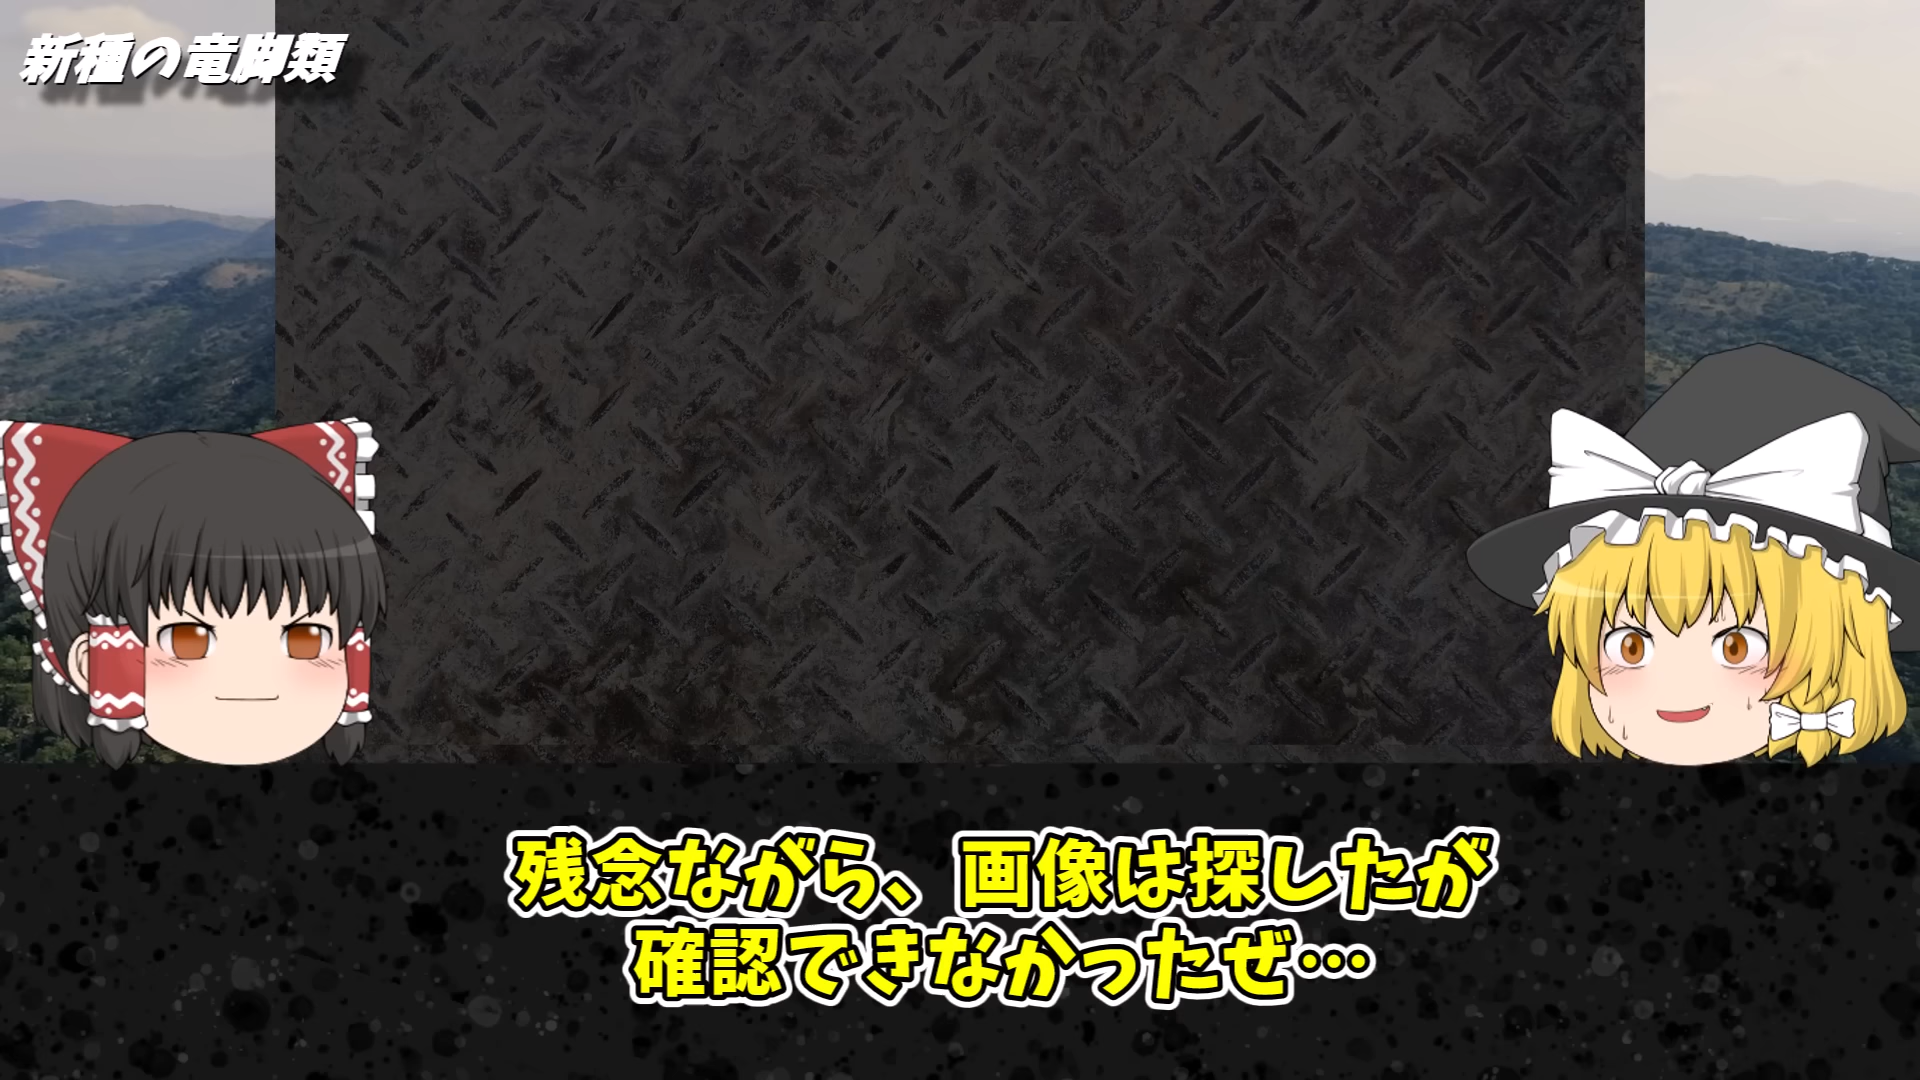 新種の竜脚類
残念ながら、画像は探したが
確認できなかったぜ…